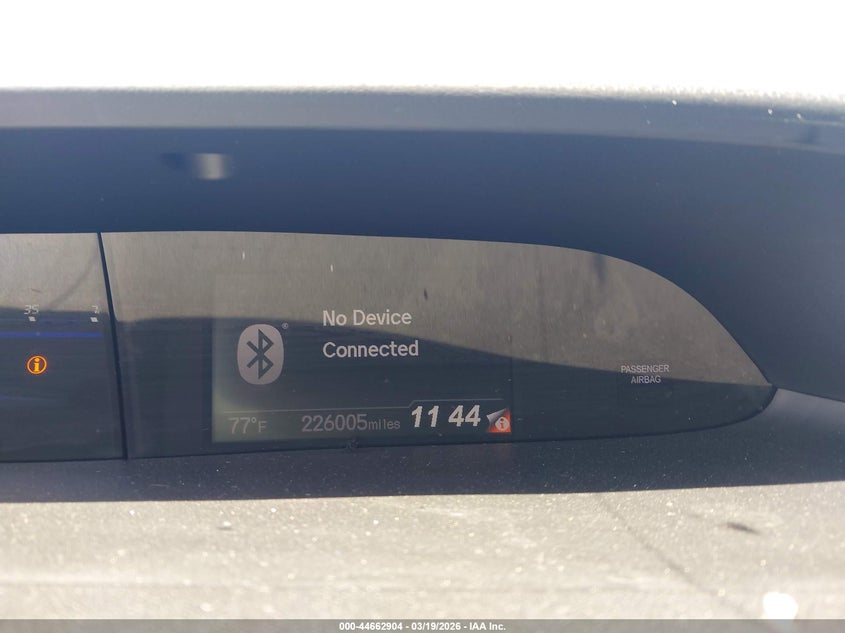 No Device
Connected
PASSENGER
AIRBAG
77°F 226005miles 11 44
000-44662904 - 03/19/2026 - IAA Inc.